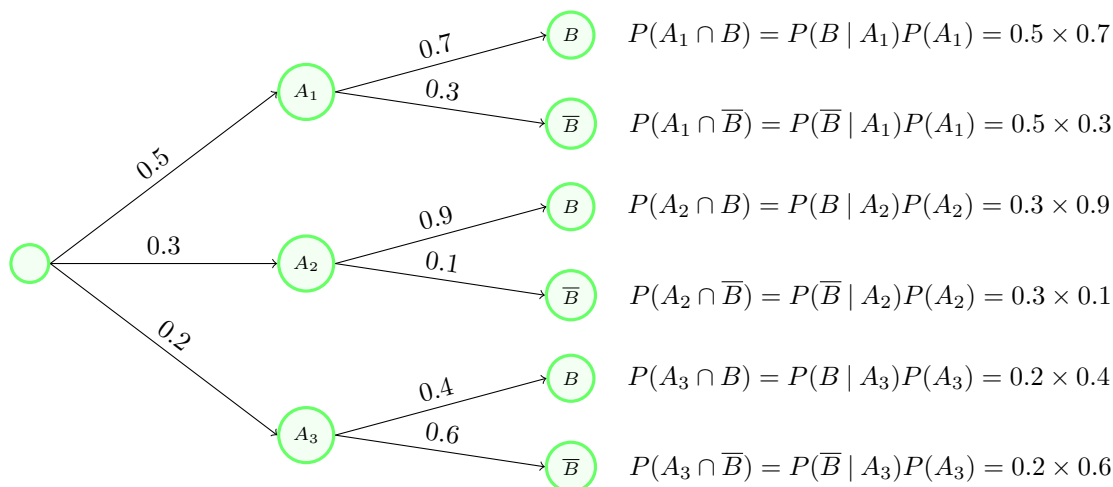 B P(A₁ ∩ B) = P(B | A₁)P(A₁) = 0.5 × 0.7
0.7
A₁
0.3
B̅ P(A₁ ∩ B̅) = P(B̅ | A₁)P(A₁) = 0.5 × 0.3
0.5
B P(A₂ ∩ B) = P(B | A₂)P(A₂) = 0.3 × 0.9
0.9
0.3
A₂
0.1
B̅ P(A₂ ∩ B̅) = P(B̅ | A₂)P(A₂) = 0.3 × 0.1
0.2
B P(A₃ ∩ B) = P(B | A₃)P(A₃) = 0.2 × 0.4
0.4
A₃
0.6
B̅ P(A₃ ∩ B̅) = P(B̅ | A₃)P(A₃) = 0.2 × 0.6